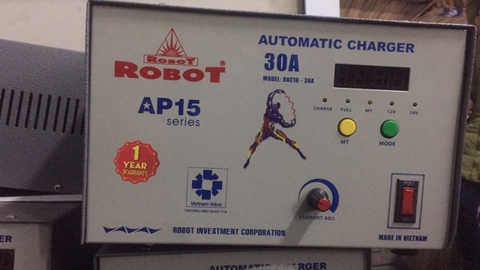 ROBOT
ROBOT®
AUTOMATIC CHARGER
30A
MODEL: BAC10 - 30A
AP15
series
CHARGE FULL MT 12V 24V
MT MODE
1
YEAR
WARRANTY
Vietnam Value
CURRENT ADJ.
ROBOT INVESTMENT CORPORATION
MADE IN VIETNAM
AUTOMATIC CHARGER